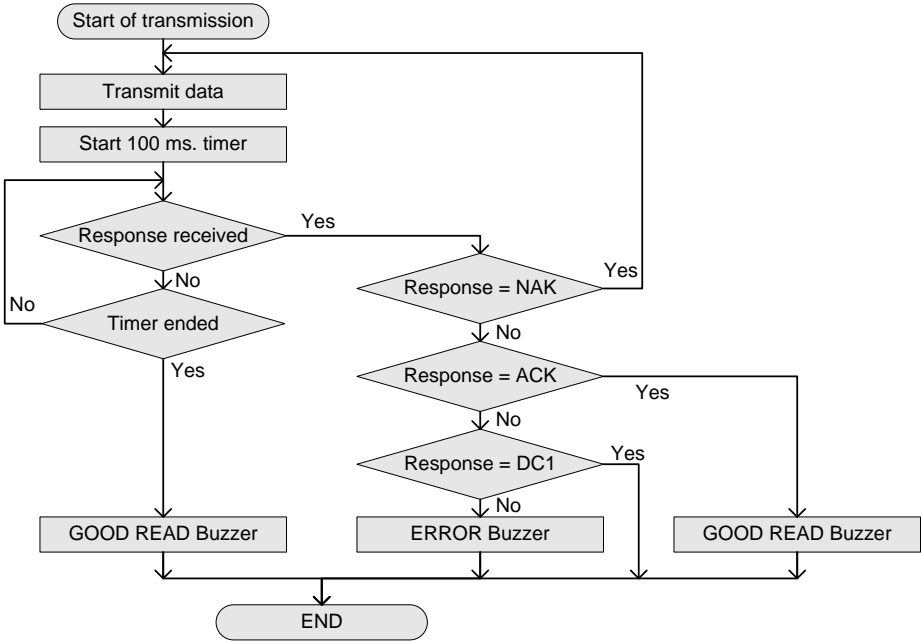 Start of transmission
Transmit data
Start 100 ms. timer
Response received
Yes
No
Response = NAK
Yes
No
Timer ended
No
Yes
Response = ACK
Yes
No
Response = DC1
Yes
No
GOOD READ Buzzer
ERROR Buzzer
GOOD READ Buzzer
END